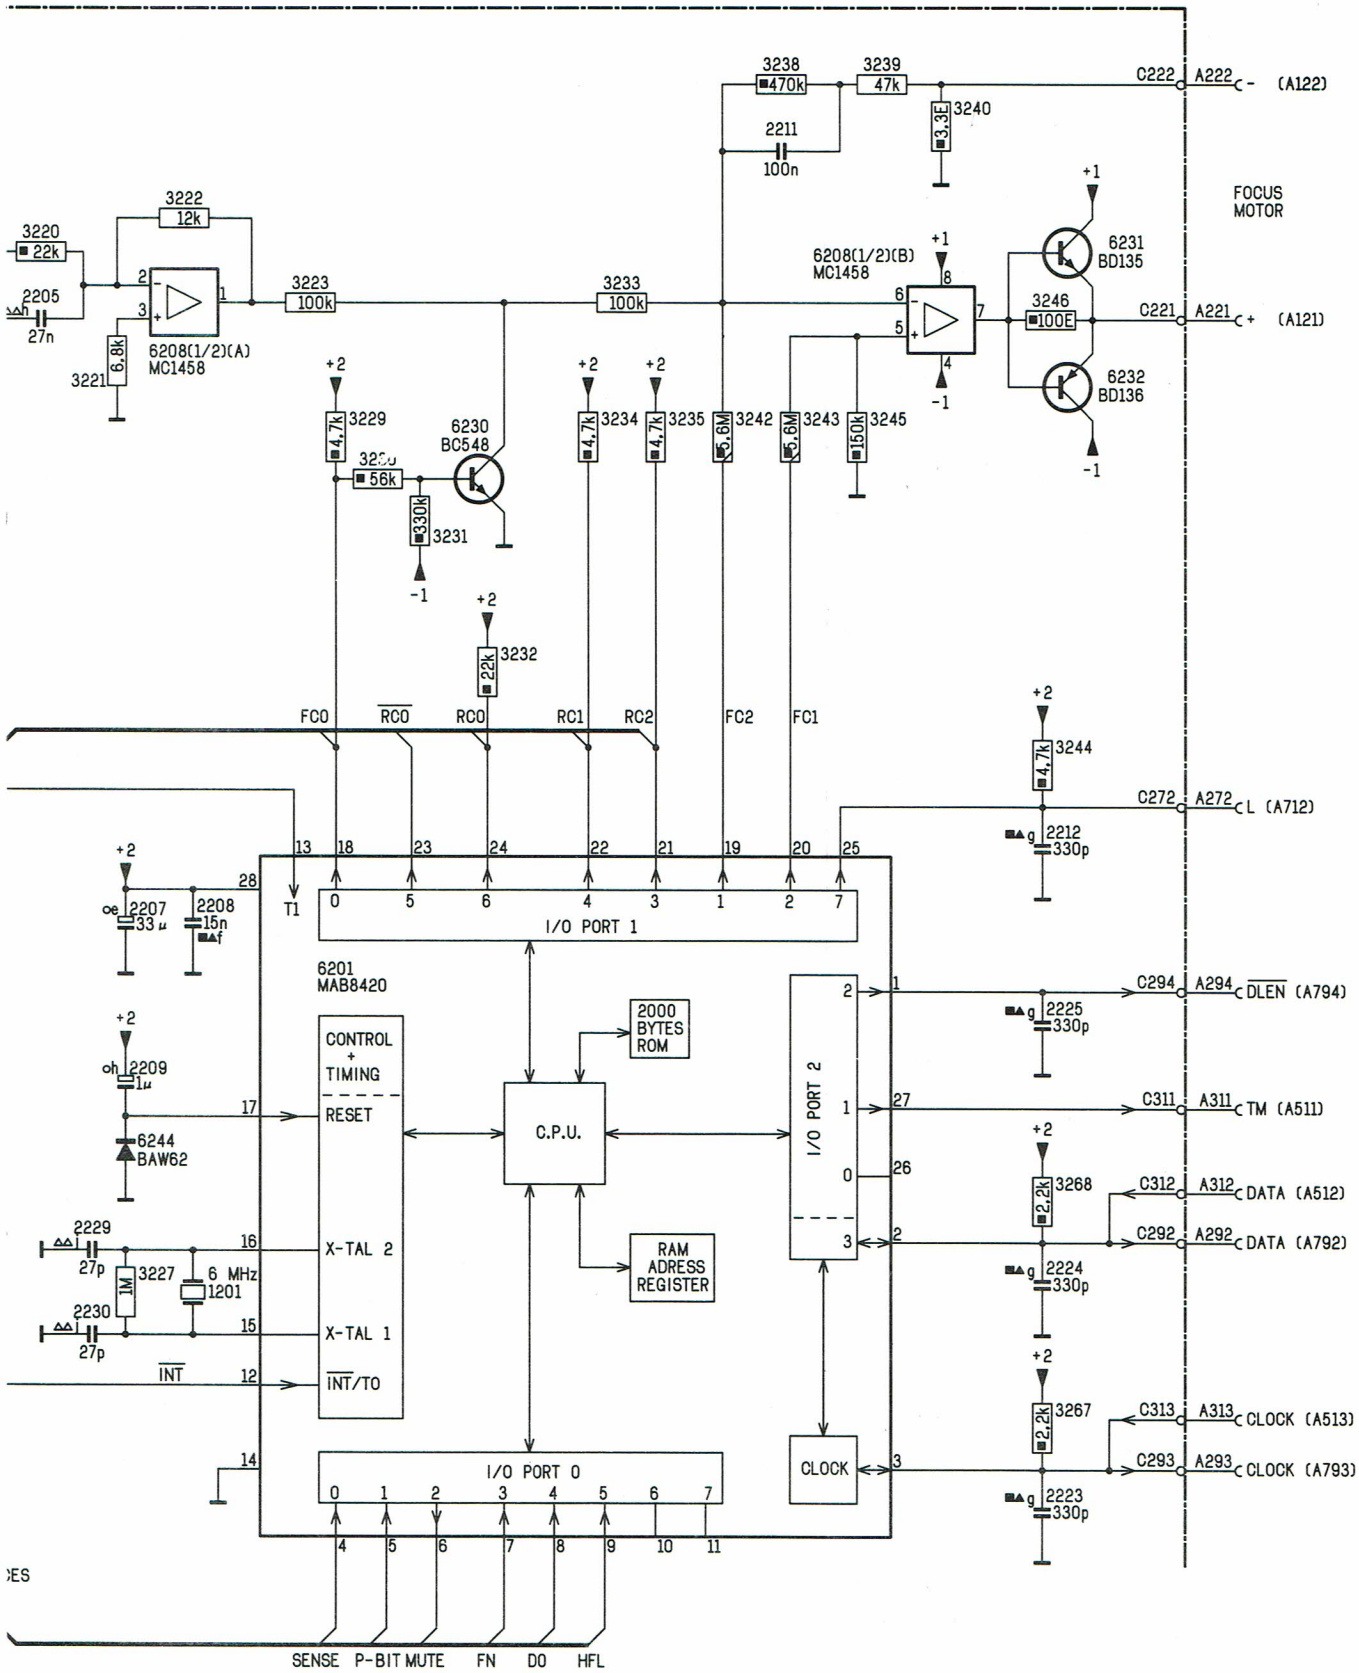 3238 3239 C222 A222 - (A122)
470k 47k
3.3E 3240
2211
100n
+1
FOCUS
MOTOR
3222
12k
3220
22k
6208(1/2)(B)
MC1458
+1
6231
BD135
2205
27n
2 -
3 +
1
3223
100k
3233
100k
6 -
5 +
8
7
4
3246
100E
C221 A221 + (A121)
6.8k
3221
6208(1/2)(A)
MC1458
-1
6232
BD136
-1
+2 +2 +2
4.7k 3229
6230
BC548
4.7k 3234
4.7k 3235
5.6M 3242
5.6M 3243
150k 3245
56k
330k
3231
-1
+2
22k 3232
FC0 RC0 RC0 RC1 RC2 FC2 FC1
+2
4.7k 3244
C272 A272 L (A712)
g 2212
330p
13 18 23 24 22 21 19 20 25
+2
28
oe 2207
33 µ
2208
15n
f
T1
0 5 6 4 3 1 2 7
I/O PORT 1
6201
MAB8420
2 1 C294 A294 DLEN (A794)
g 2225
330p
2000
BYTES
ROM
CONTROL
+
TIMING
+2
oh 2209
1µ
17
RESET
C.P.U.
I/O PORT 2
1 27 C311 A311 TM (A511)
6244
BAW62
+2
0 26
2.2k 3268
C312 A312 DATA (A512)
3 2 C292 A292 DATA (A792)
g 2224
330p
2229
27p
16
X-TAL 2
1M 3227
6 MHz
1201
RAM
ADRESS
REGISTER
2230
27p
15
X-TAL 1
INT
12
INT/T0
+2
2.2k 3267
C313 A313 CLOCK (A513)
CLOCK 3 C293 A293 CLOCK (A793)
g 2223
330p
14
I/O PORT 0
0 1 2 3 4 5 6 7
4 5 6 7 8 9 10 11
SENSE P-BIT MUTE FN DO HFL